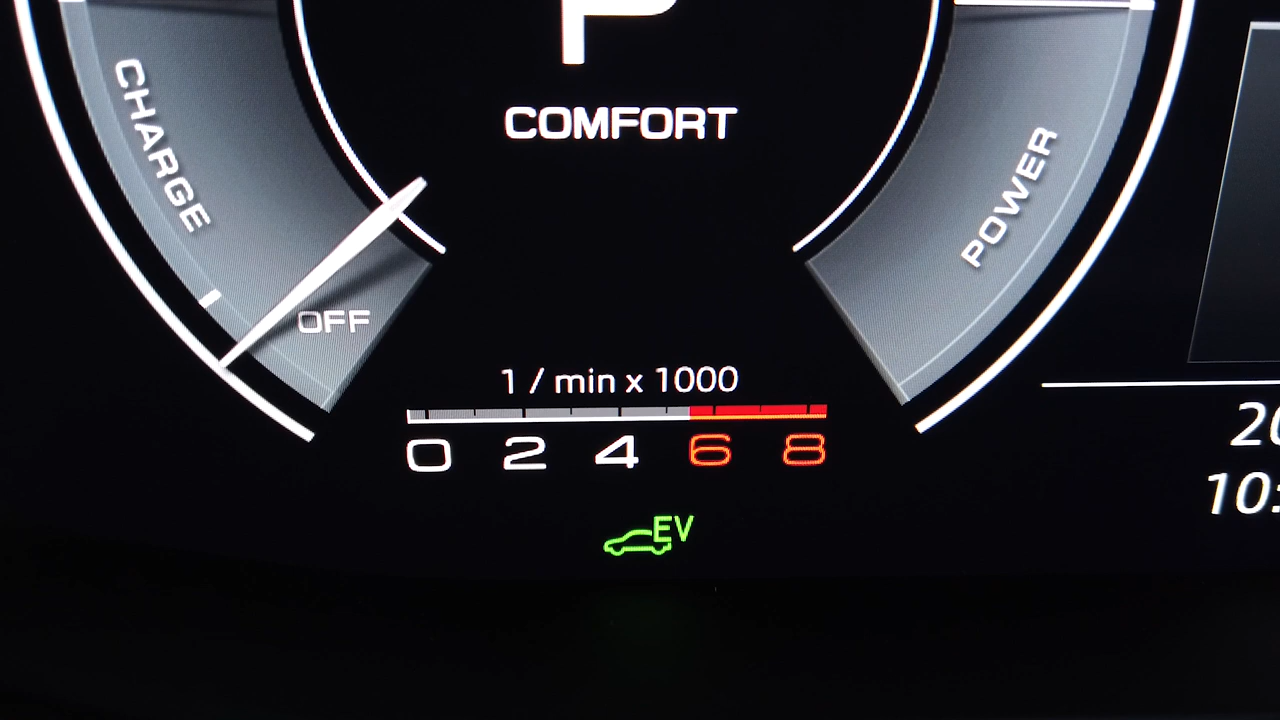 P
COMFORT
CHARGE
POWER
OFF
1 / min x 1000
0 2 4 6 8
EV